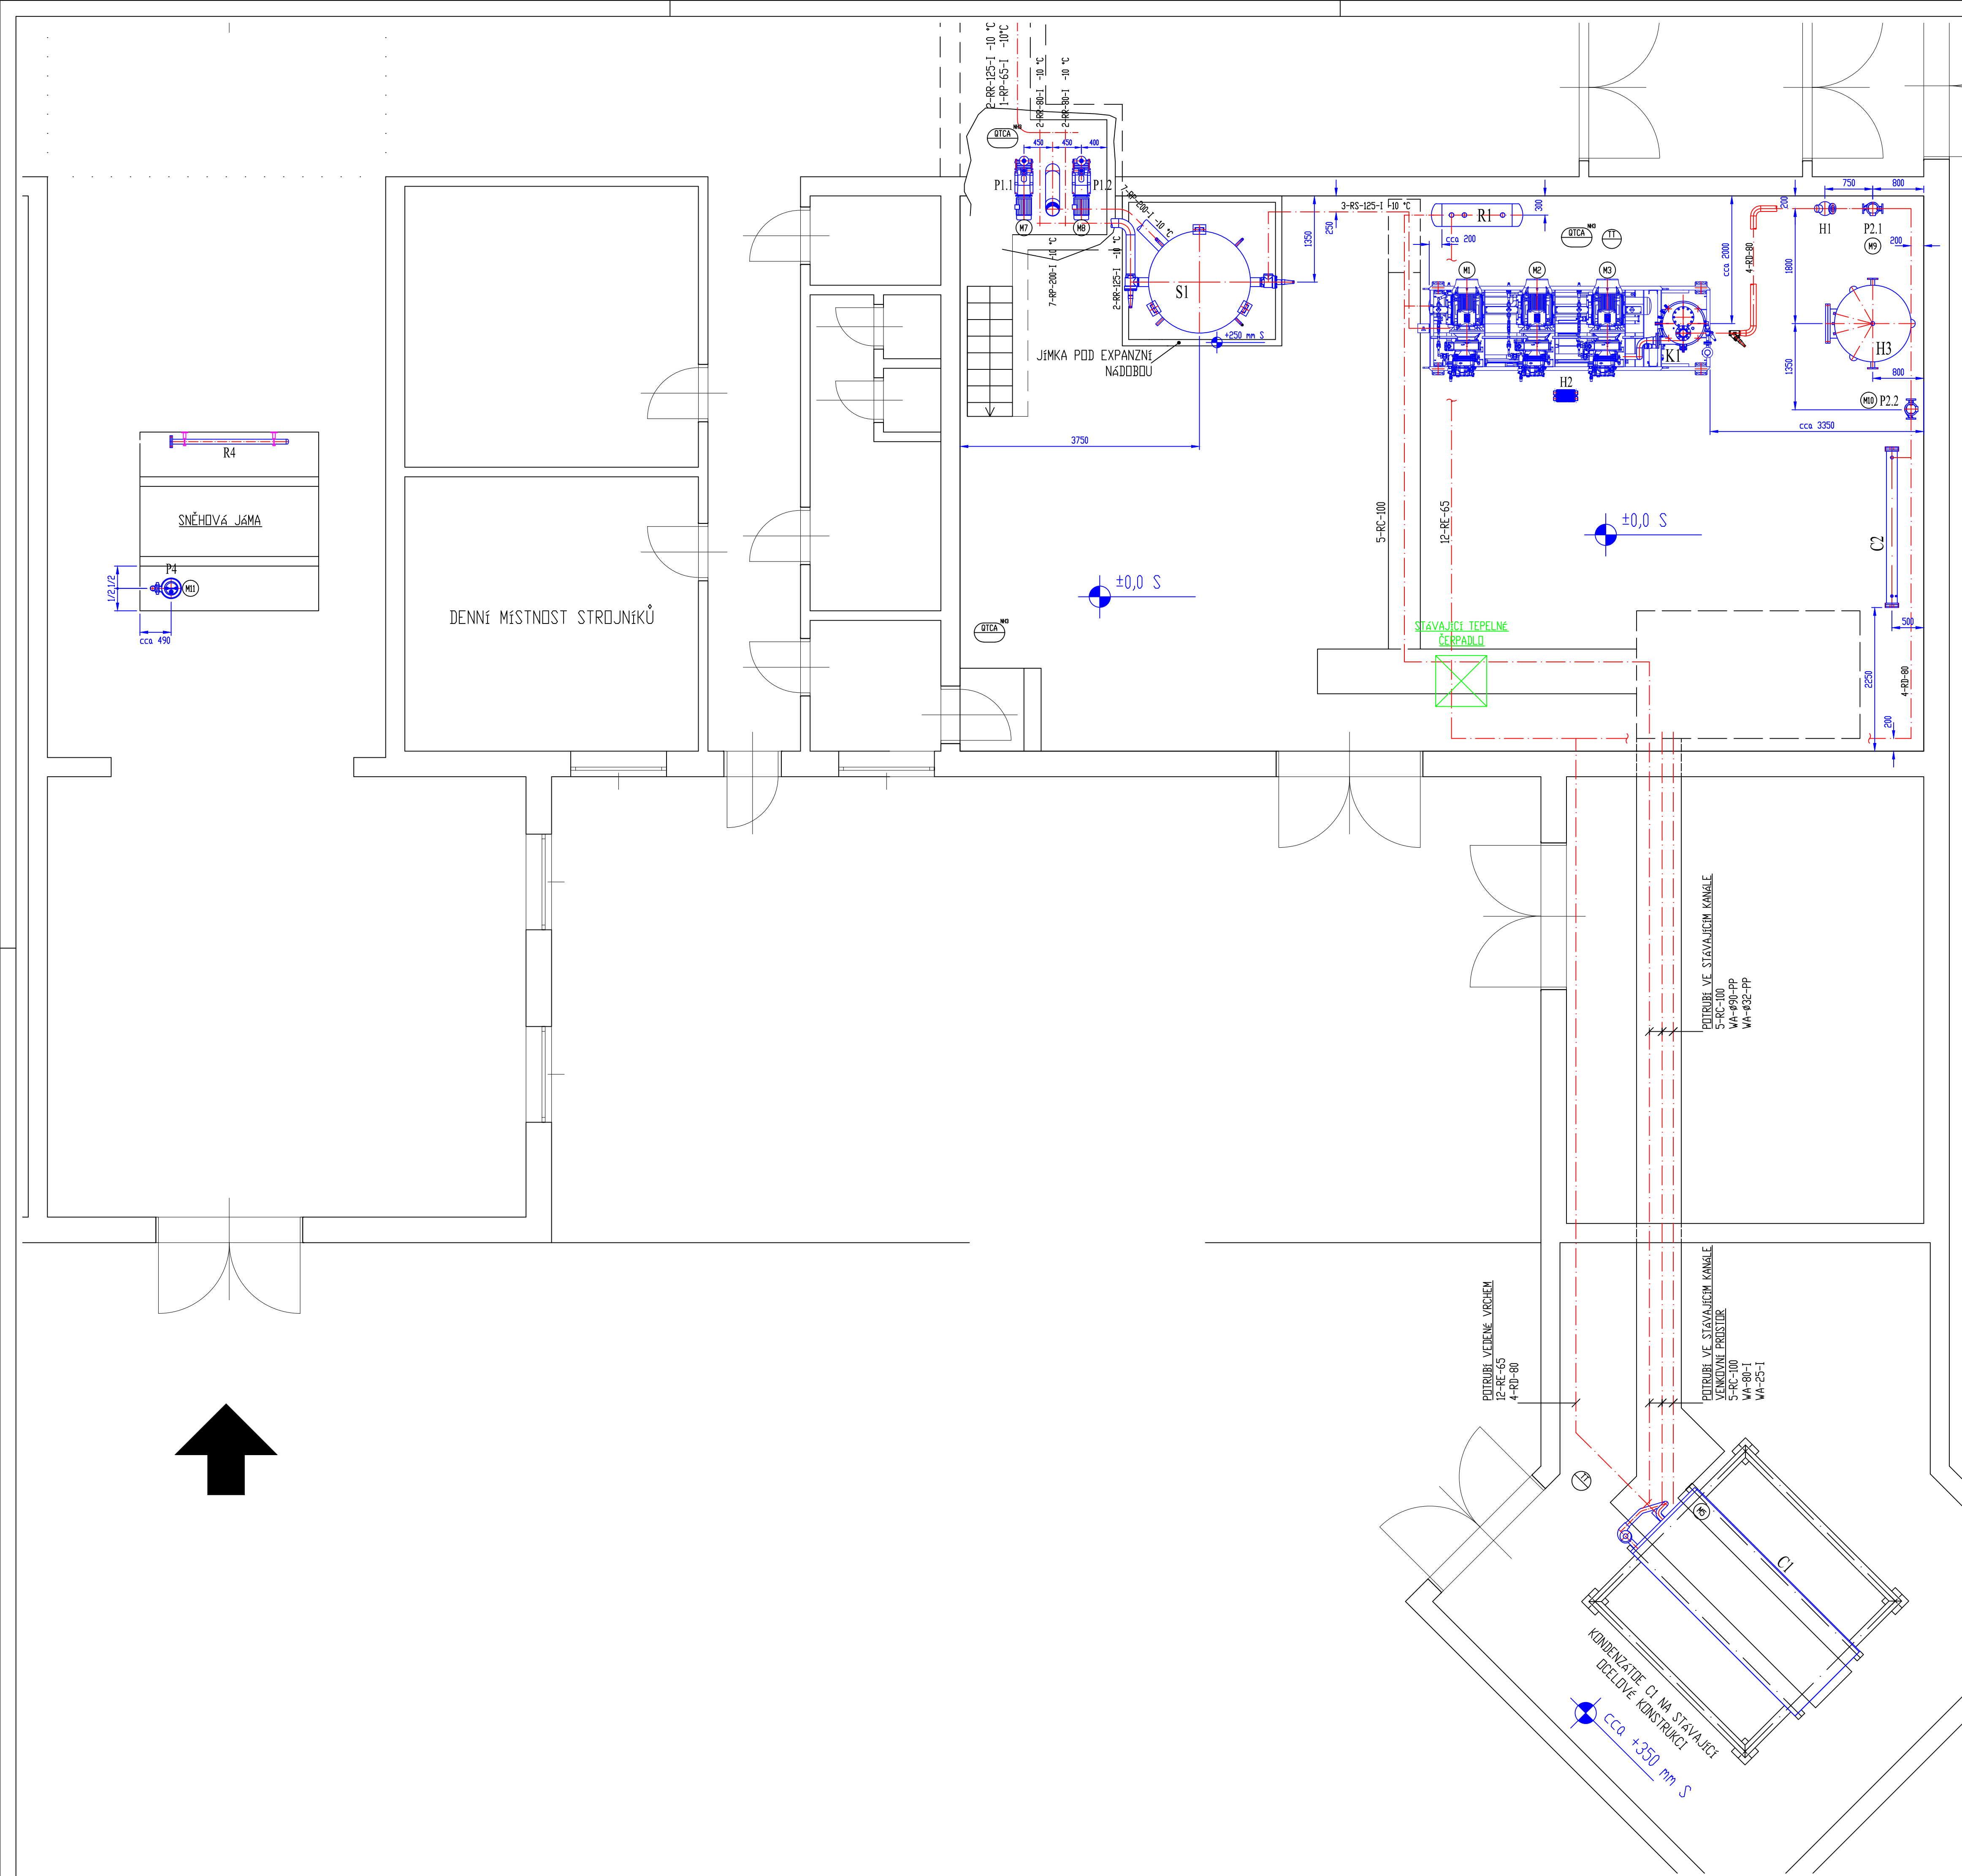 2-RR-125-I -10 °C
1-RP-65-I -10°C
2-RR-80-I -10 °C
2-RR-80-I -10 °C
QTCA
NH3
450
450
400
P1.1
P1.2
M7
M8
7-RP-200-I -10 °C
7-RP-200-I -10 °C
2-RR-125-I -10 °C
S1
+250 mm S
JÍMKA POD EXPANZNÍ
NÁDOBOU
1350
250
3-RS-125-I -10 °C
3750
R1
300
cca 200
QTCA
NH3
TT
M1
M2
M3
K1
H2
cca 2000
4-RD-80
200
750
800
H1
P2.1
M9
200
1800
H3
1350
800
M10
P2.2
cca 3350
5-RC-100
12-RE-65
±0,0 S
±0,0 S
C2
500
2250
4-RD-80
200
STÁVAJÍCÍ TEPELNÉ
ČERPADLO
R4
SNĚHOVÁ JÁMA
P4
M11
1/2
1/2
cca 490
DENNÍ MÍSTNOST STROJNÍKŮ
QTCA
NH3
POTRUBÍ VE STÁVAJÍCÍM KANÁLE
5-RC-100
WA-Ø90-PP
WA-Ø32-PP
POTRUBÍ VEDENÉ VRCHEM
12-RE-65
4-RD-80
POTRUBÍ VE STÁVAJÍCÍM KANÁLE
VENKOVNÍ PROSTOR
5-RC-100
WA-80-I
WA-25-I
TT
M5
C1
KONDENZÁTOE C1 NA STÁVAJÍCÍ
OCELOVÉ KONSTRUKCI
cca +350 mm S